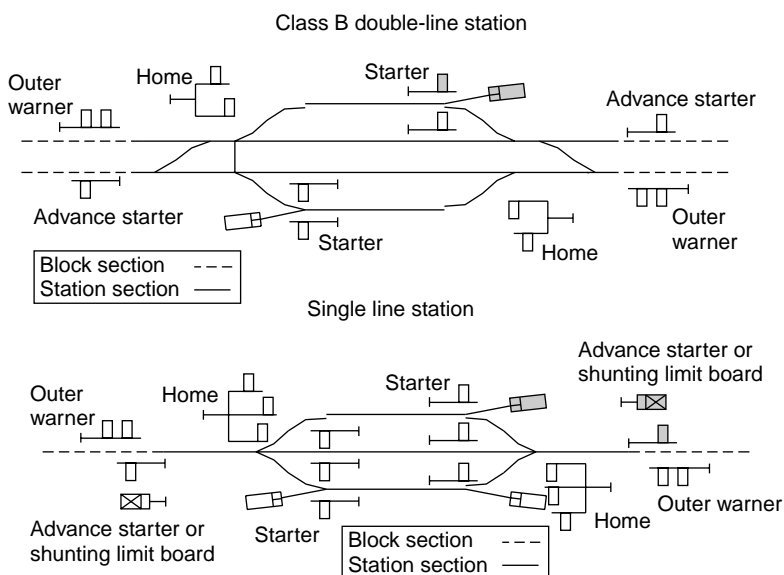 Class B double-line station
Outer
warner
Home
Starter
Advance starter
Advance starter
Starter
Home
Outer
warner
Block section
Station section
Single line station
Advance starter or
shunting limit board
Outer
warner
Home
Starter
Advance starter or
shunting limit board
Starter
Home
Outer warner
Block section
Station section